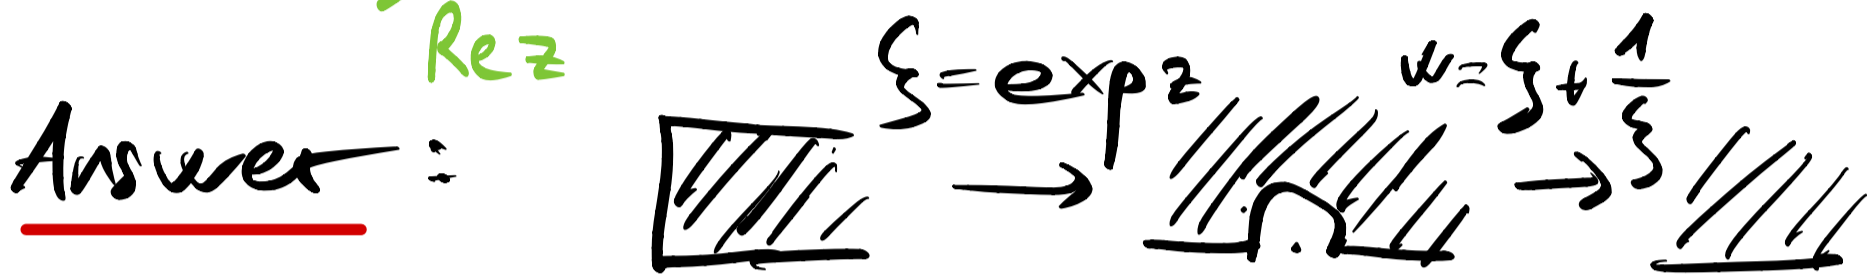 Re z
ξ = exp z
w = ξ + 1/ξ
Answer :